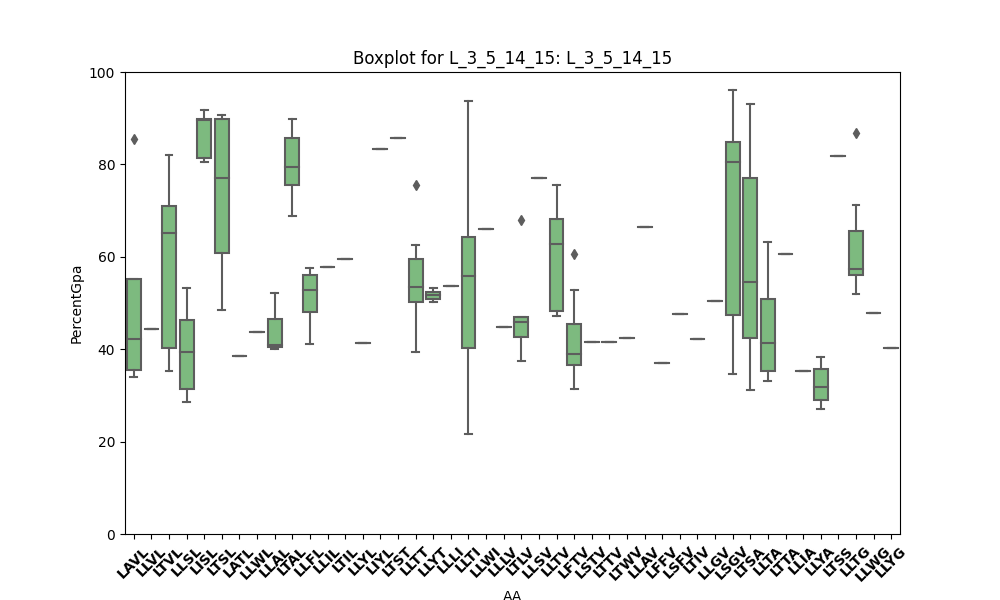 Boxplot for L_3_5_14_15: L_3_5_14_15
PercentGpa
100
80
60
40
20
0
LAVL LLVL LTVL LLSL LISL LTSL LATL LLWL LLAL LTAL LLFL LLIL LTIL LLYL LIYL LTST LLTT LLYT LLLI LLTI LLWI LLLV LTLV LLSV LLTV LFTV LSTV LTTV LTWV LLAV LFFV LSFV LTIV LLGV LSGV LTSA LLTA LTTA LLIA LLYA LTSS LLTG LLWG LLYG
AA